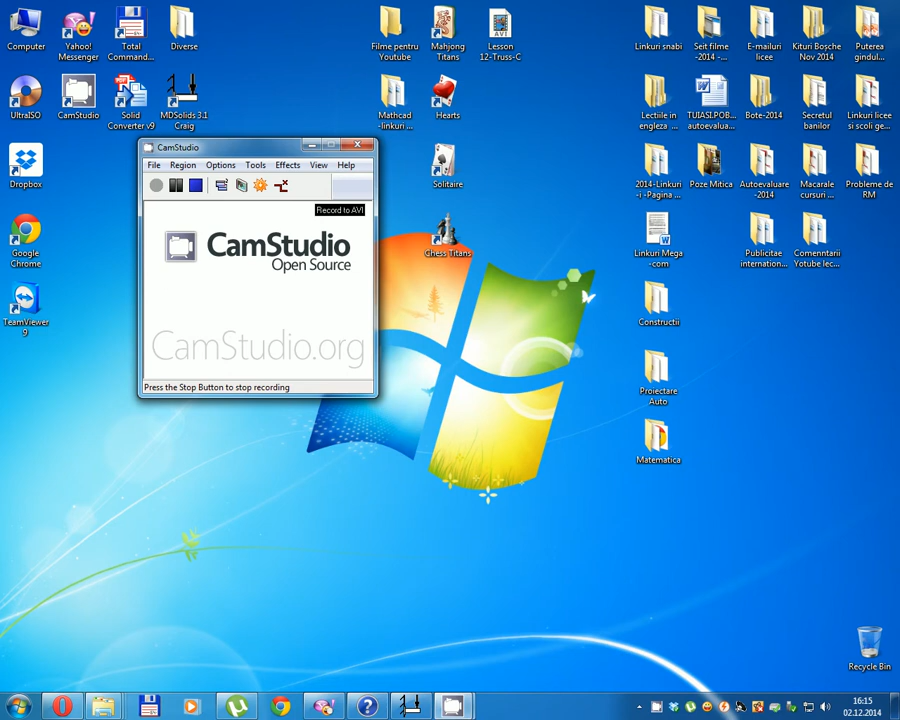 Computer
Yahoo!
Messenger
Total
Comman...
Diverse
Filme pentru
Youtube
Mahjong
Titans
Lesson
12-Truss-C
Linkuri snabi
Seit filme
-2014 -...
E-mailuri
licee
Kituri Boșche
Nov 2014
Puterea
gindul...
UltraISO
CamStudio
Solid
Converter v9
MDSolids 3.1
Craig
Mathcad
-linkuri ...
Hearts
Lectiile in
engleza ...
TUIASI.POB...
autoevalua...
Bote-2014
Secretul
banilor
Linkuri licee
si scoli ge...
Dropbox
Solitaire
2014-Linkuri
-i -Pagina ...
Poze Mitica
Autoevaluare
-2014
Macarale
cursuri ...
Probleme de
RM
Google
Chrome
Chess Titans
Linkuri Mega
-com
Publicitate
internation...
Comenntarii
Yotube lec...
TeamViewer
9
Constructii
Proiectare
Auto
Matematica
CamStudio
File Region Options Tools Effects View Help
Record to AVI
CamStudio
Open Source
CamStudio.org
Press the Stop Button to stop recording
Recycle Bin
16:15
02.12.2014